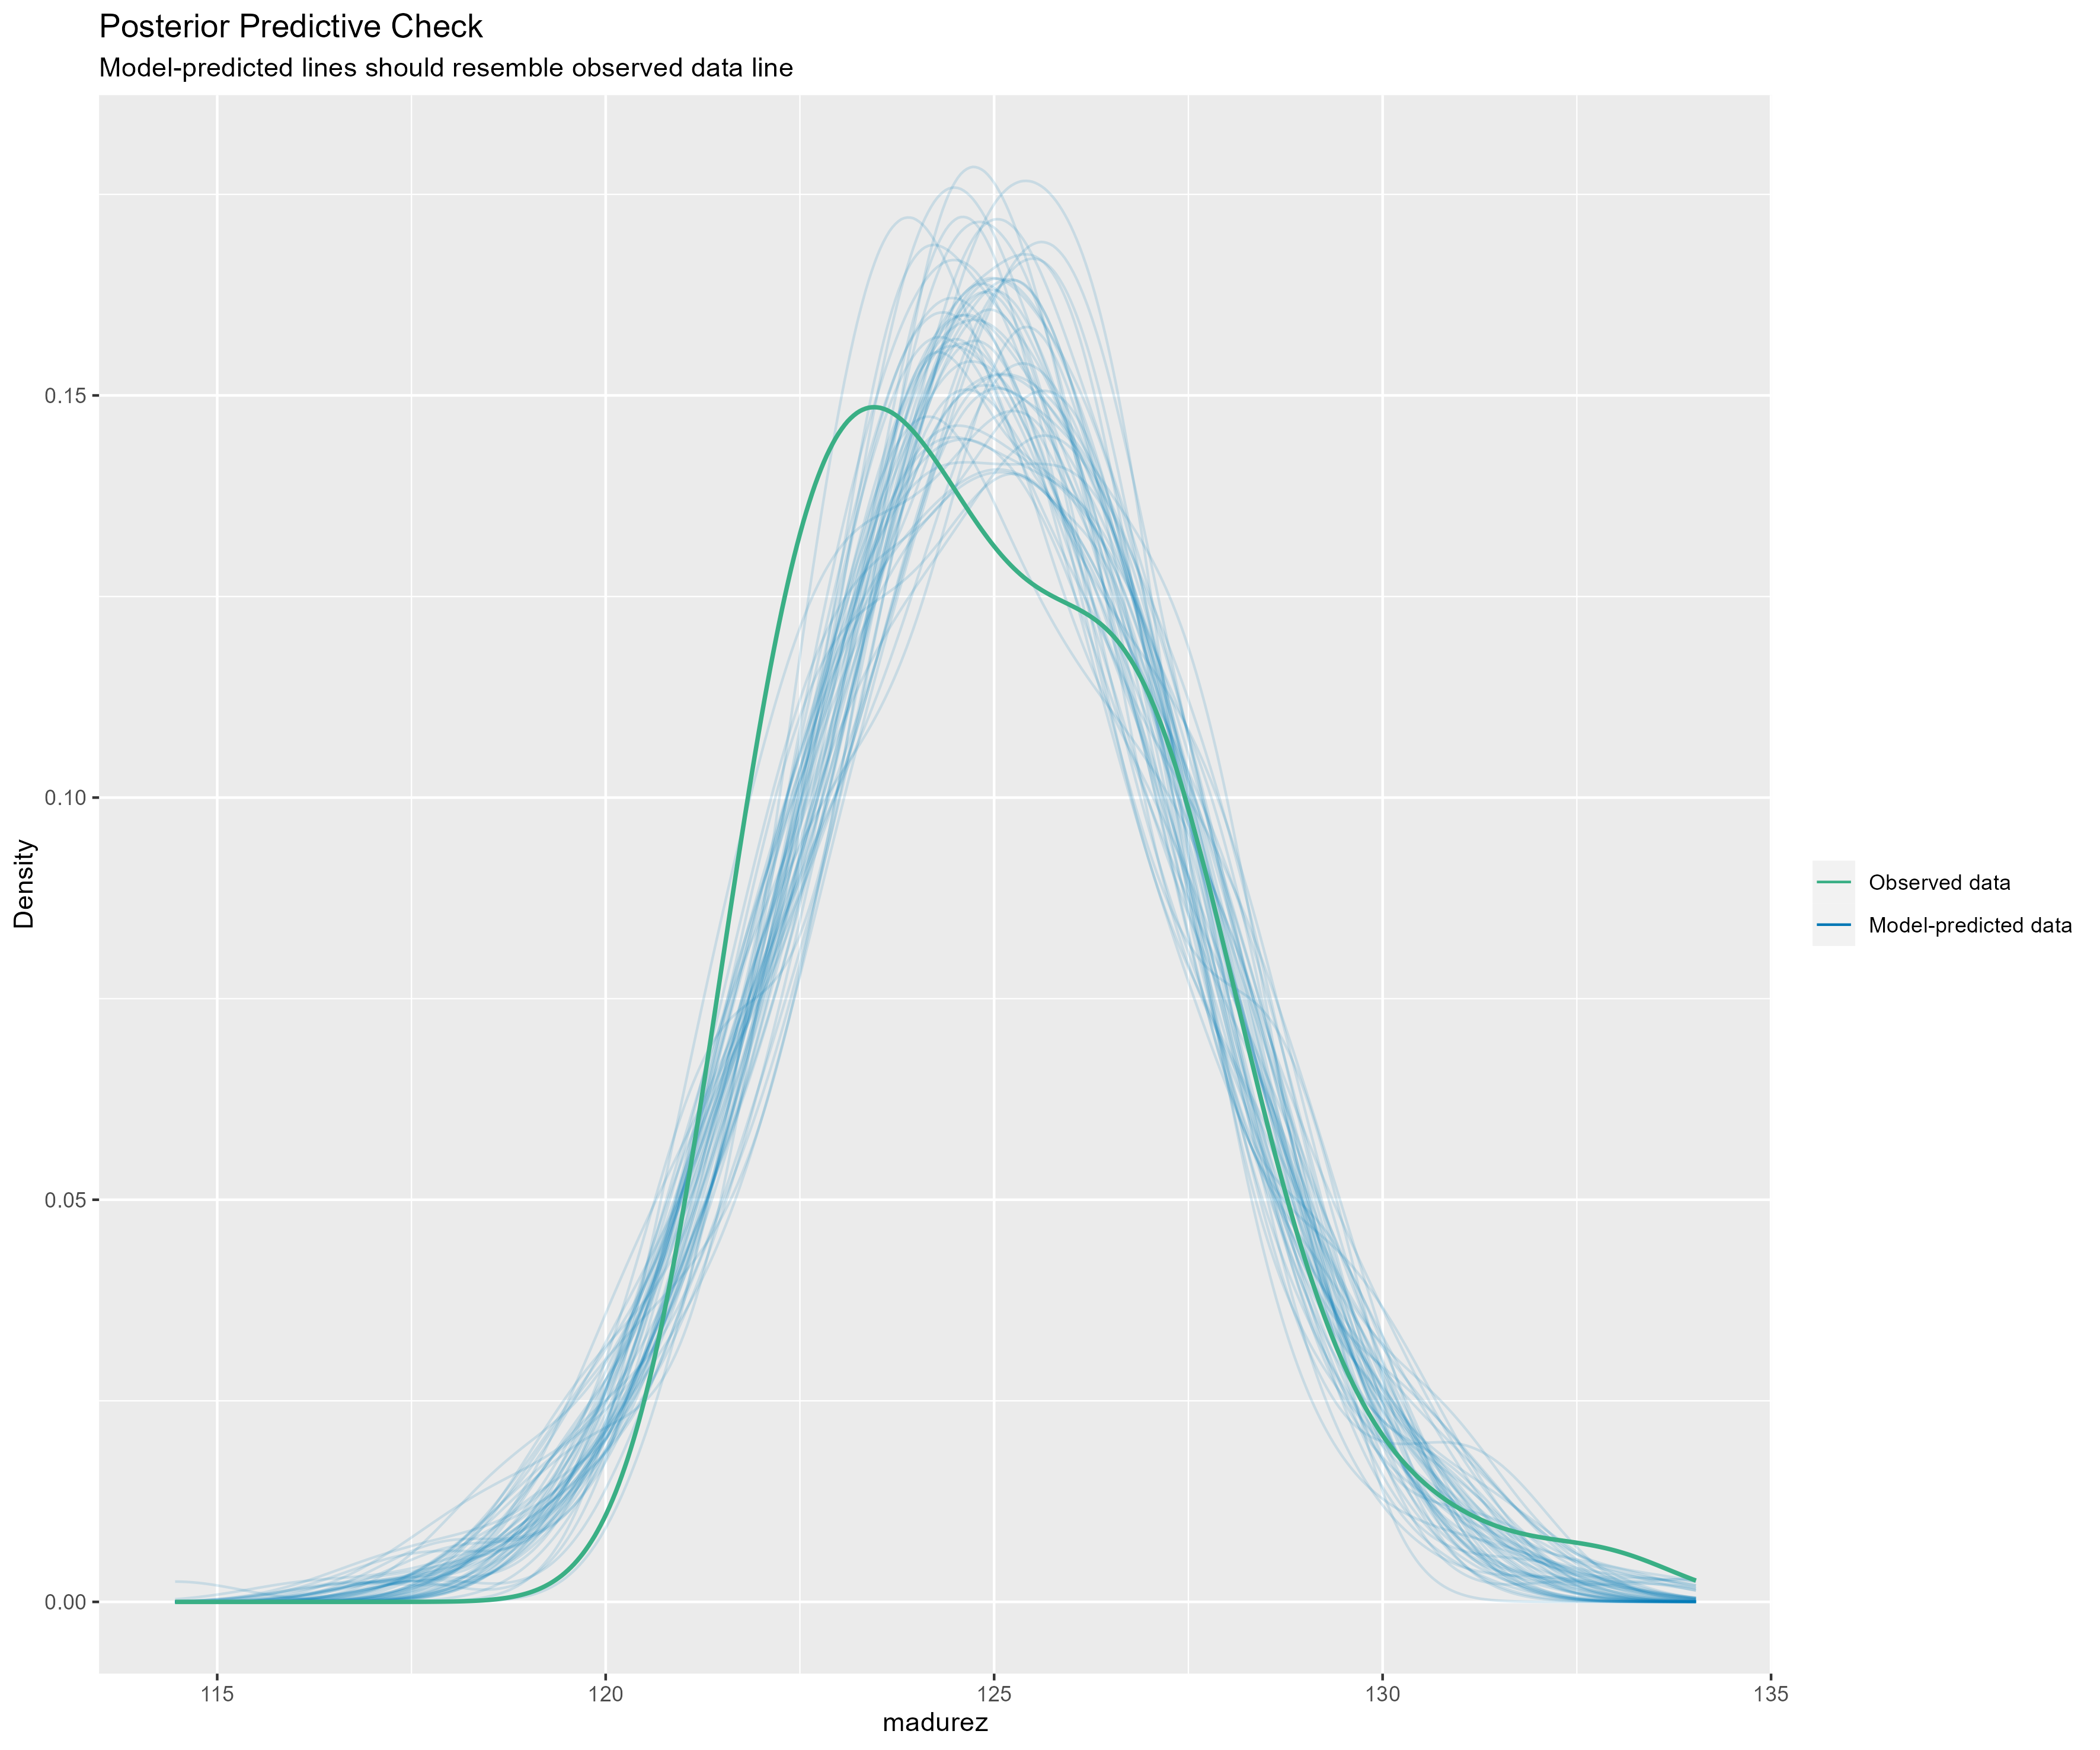 Posterior Predictive Check
Model-predicted lines should resemble observed data line
Density
0.15
0.10
0.05
0.00
115
120
125
130
135
madurez
Observed data
Model-predicted data